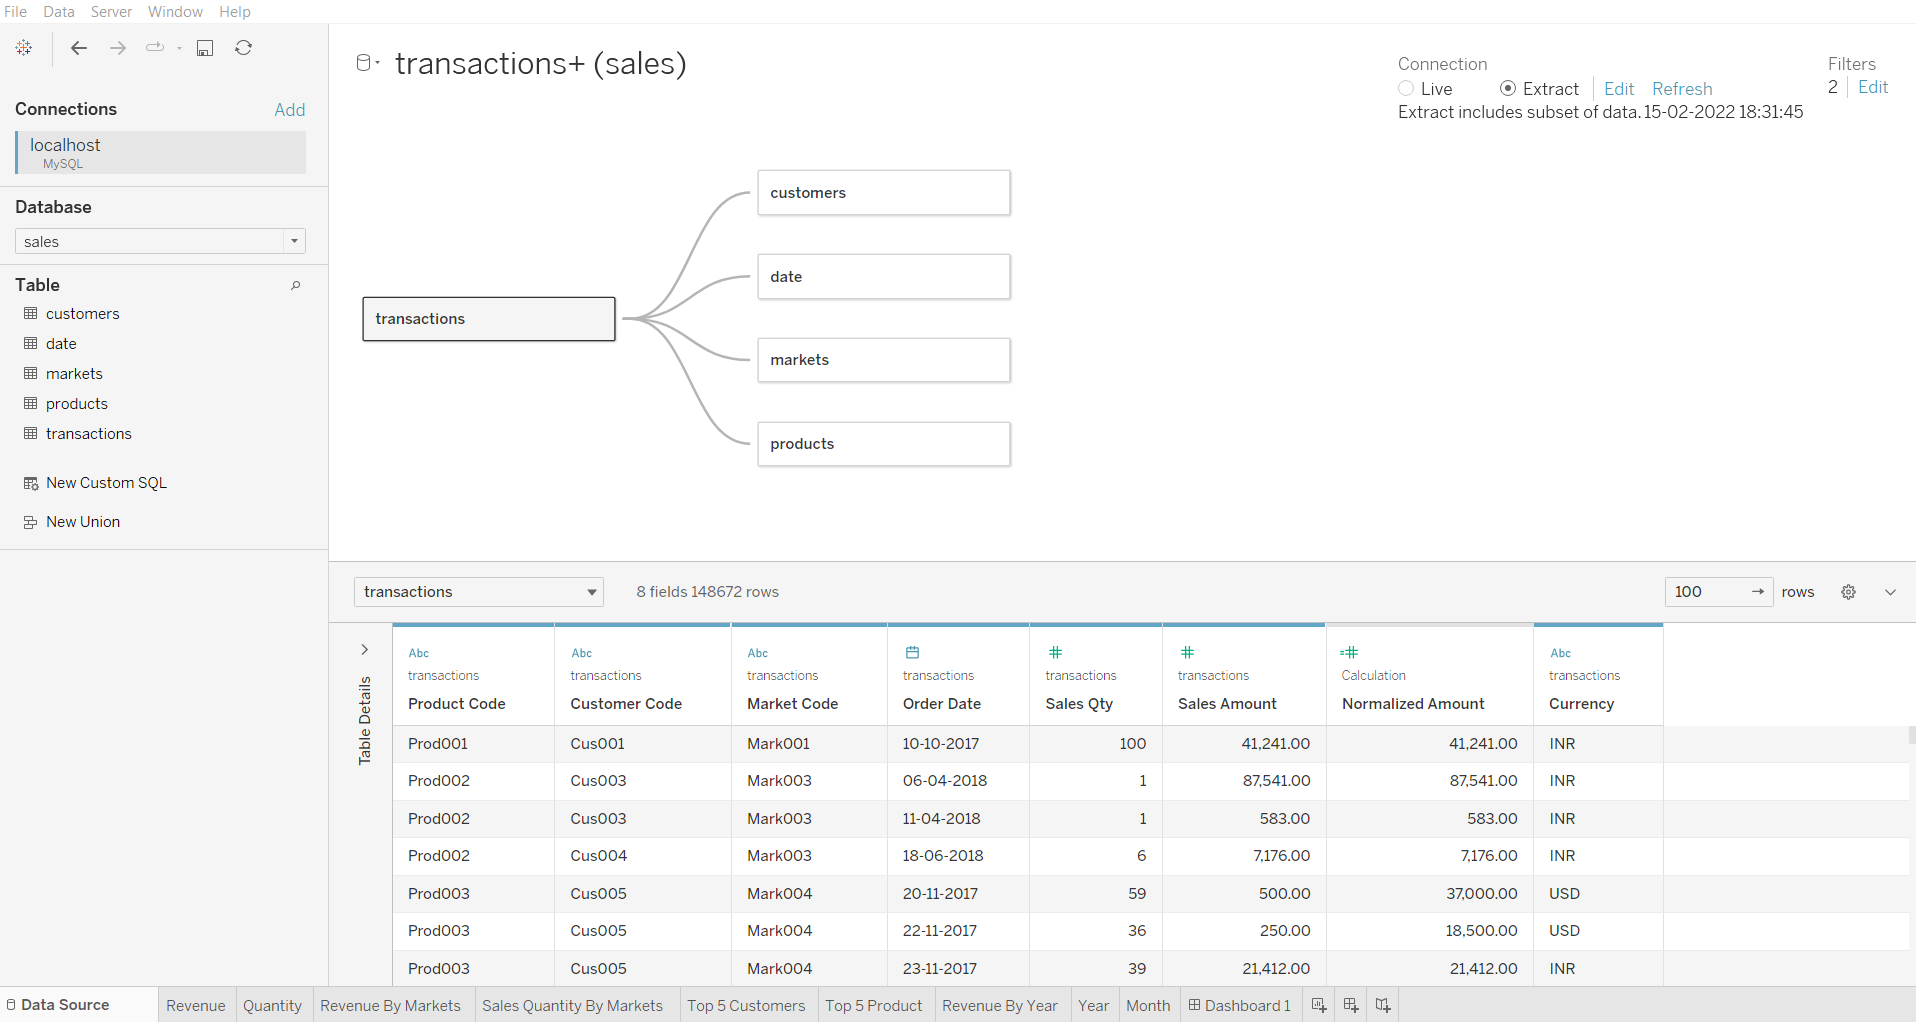 File Data Server Window Help
transactions+ (sales)
Connection
Live Extract Edit Refresh
Extract includes subset of data. 15-02-2022 18:31:45
Filters
2 Edit
Connections Add
localhost
MySQL
Database
sales
Table
customers
date
markets
products
transactions
New Custom SQL
New Union
transactions
customers
date
markets
products
transactions 8 fields 148672 rows 100 rows
Table Details
Abc Abc Abc Abc
transactions transactions transactions transactions transactions transactions Calculation transactions
Product Code Customer Code Market Code Order Date Sales Qty Sales Amount Normalized Amount Currency
Prod001 Cus001 Mark001 10-10-2017 100 41,241.00 41,241.00 INR
Prod002 Cus003 Mark003 06-04-2018 1 87,541.00 87,541.00 INR
Prod002 Cus003 Mark003 11-04-2018 1 583.00 583.00 INR
Prod002 Cus004 Mark003 18-06-2018 6 7,176.00 7,176.00 INR
Prod003 Cus005 Mark004 20-11-2017 59 500.00 37,000.00 USD
Prod003 Cus005 Mark004 22-11-2017 36 250.00 18,500.00 USD
Prod003 Cus005 Mark004 23-11-2017 39 21,412.00 21,412.00 INR
Data Source Revenue Quantity Revenue By Markets Sales Quantity By Markets Top 5 Customers Top 5 Product Revenue By Year Year Month Dashboard 1